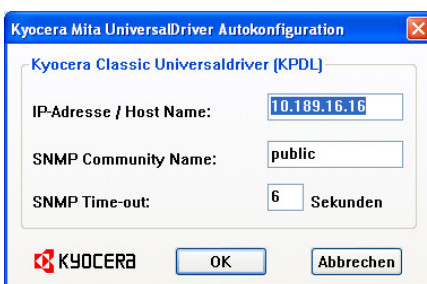 Kyocera Mita UniversalDriver Autokonfiguration
Kyocera Classic Universaldriver (KPDL)
IP-Adresse / Host Name: 10.189.16.16
SNMP Community Name: public
SNMP Time-out: 6 Sekunden
KYOCERA OK Abbrechen